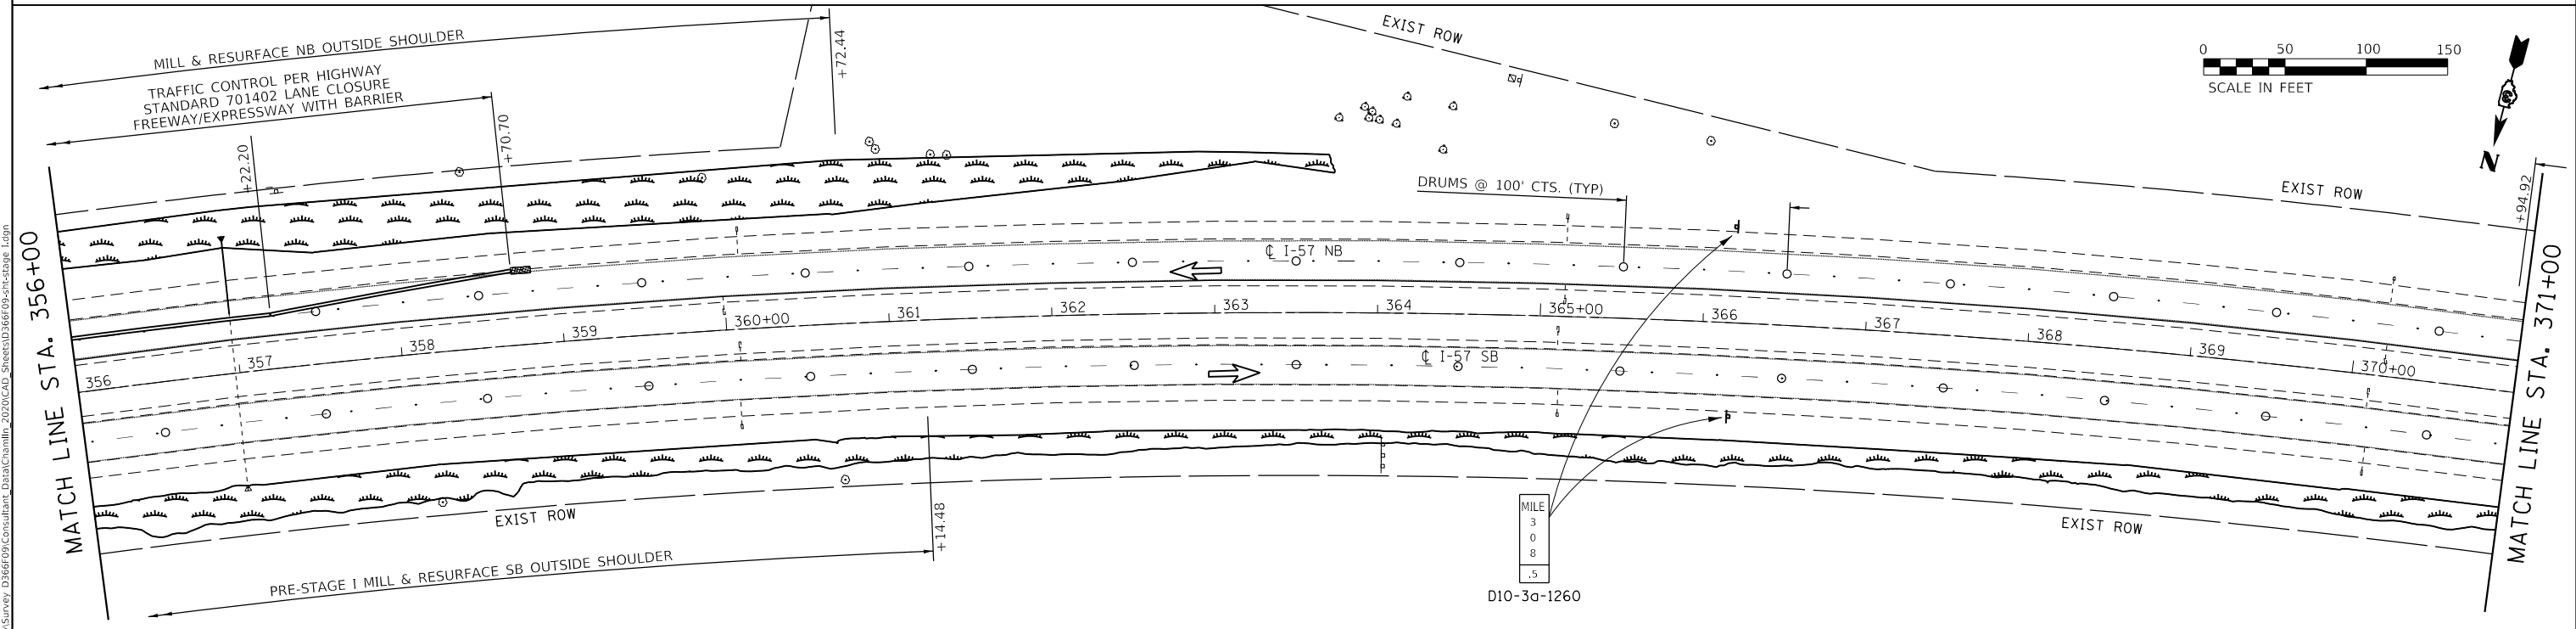 MILL & RESURFACE NB OUTSIDE SHOULDER
TRAFFIC CONTROL PER HIGHWAY
STANDARD 701402 LANE CLOSURE
FREEWAY/EXPRESSWAY WITH BARRIER
+72.44
+70.70
+22.20
EXIST ROW
0 50 100 150
SCALE IN FEET
N
DRUMS @ 100' CTS. (TYP)
EXIST ROW
+94.92
MATCH LINE STA. 356+00
℄ I-57 NB
356
357
358
359
360+00
361
362
363
364
365+00
366
367
368
369
370+00
℄ I-57 SB
MATCH LINE STA. 371+00
EXIST ROW
+14.48
PRE-STAGE I MILL & RESURFACE SB OUTSIDE SHOULDER
MILE
3
0
8
.5
D10-3a-1260
EXIST ROW